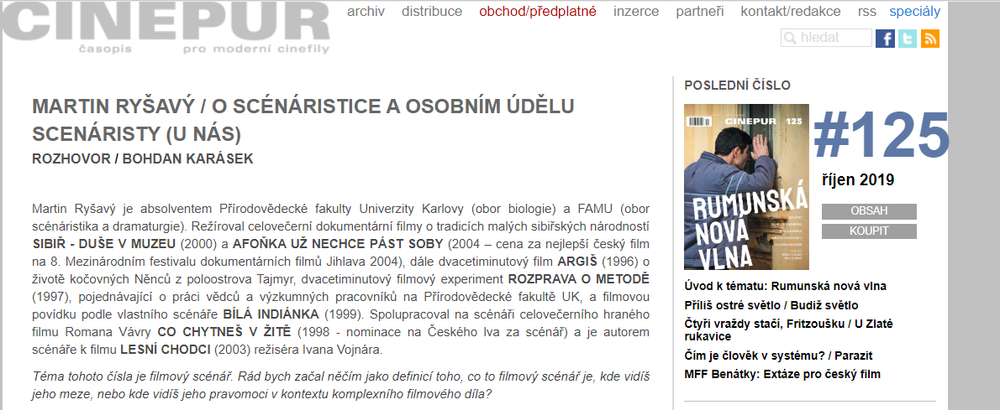 CINEPUR
časopis pro moderní cinefily
archiv distribuce obchod/předplatné inzerce partneři kontakt/redakce rss speciály
hledat
MARTIN RYŠAVÝ / O SCÉNÁRISTICE A OSOBNÍM ÚDĚLU
SCENÁRISTY (U NÁS)
ROZHOVOR / BOHDAN KARÁSEK
Martin Ryšavý je absolventem Přírodovědecké fakulty Univerzity Karlovy (obor biologie) a FAMU (obor
scénáristika a dramaturgie). Režíroval celovečerní dokumentární filmy o tradicích malých sibiřských národností
SIBIŘ - DUŠE V MUZEU (2000) a AFOŇKA UŽ NECHCE PÁST SOBY (2004 – cena za nejlepší český film
na 8. Mezinárodním festivalu dokumentárních filmů Jihlava 2004), dále dvacetiminutový film ARGIŠ (1996) o
životě kočovných Něnců z poloostrova Tajmyr, dvacetiminutový filmový experiment ROZPRAVA O METODĚ
(1997), pojednávající o práci vědců a výzkumných pracovníků na Přírodovědecké fakultě UK, a filmovou
povídku podle vlastního scénáře BÍLÁ INDIÁNKA (1999). Spolupracoval na scénáři celovečerního hraného
filmu Romana Vávry CO CHYTNEŠ V ŽITĚ (1998 - nominace na Českého lva za scénář) a je autorem
scénáře k filmu LESNÍ CHODCI (2003) režiséra Ivana Vojnára.
Téma tohoto čísla je filmový scénář. Rád bych začal něčím jako definicí toho, co to filmový scénář je, kde vidíš
jeho meze, nebo kde vidíš jeho pravomoci v kontextu komplexního filmového díla?
POSLEDNÍ ČÍSLO
CINEPUR 125
RUMUNSKÁ
NOVÁ
VLNA
#125
říjen 2019
OBSAH
KOUPIT
Úvod k tématu: Rumunská nová vlna
Příliš ostré světlo / Budiž světlo
Čtyři vraždy stačí, Fritzoušku / U Zlaté
rukavice
Čím je člověk v systému? / Parazit
MFF Benátky: Extáze pro český film